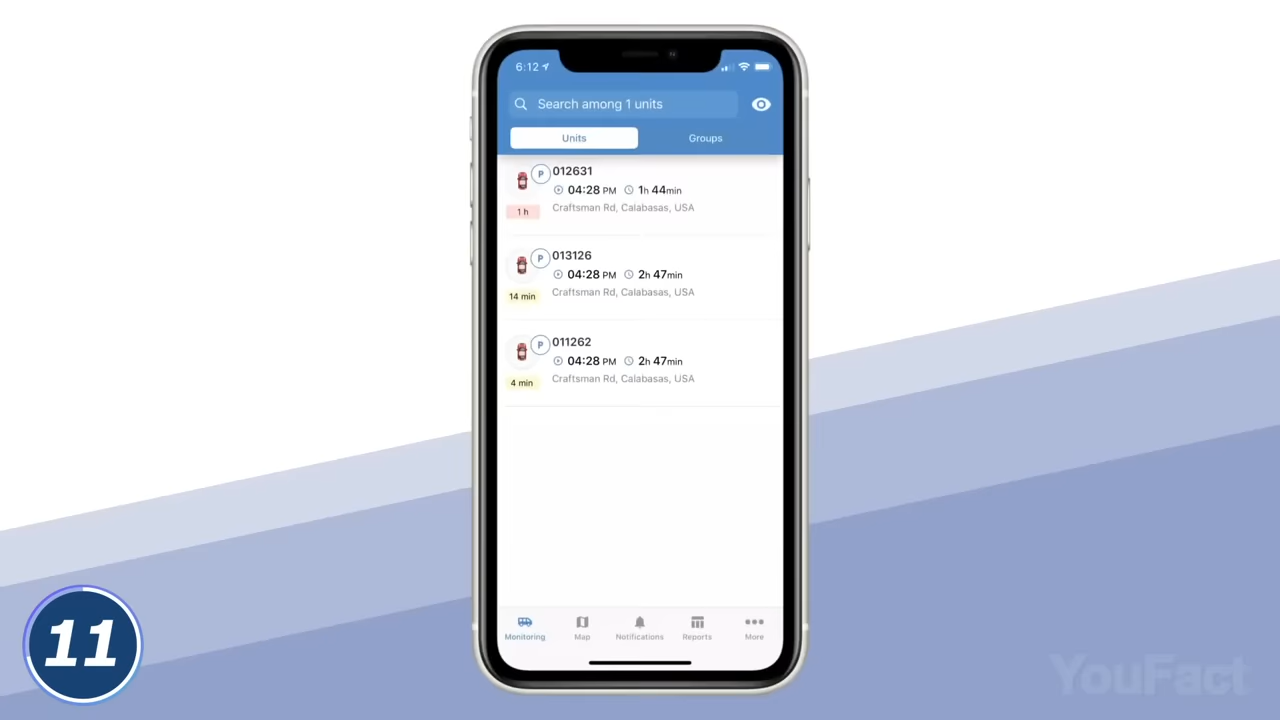 6:12
Search among 1 units
Units
Groups
P
012631
04:28 PM
1h 44min
1 h
Craftsman Rd, Calabasas, USA
P
013126
04:28 PM
2h 47min
14 min
Craftsman Rd, Calabasas, USA
P
011262
04:28 PM
2h 47min
4 min
Craftsman Rd, Calabasas, USA
Monitoring
Map
Notifications
Reports
More
11
YouFact